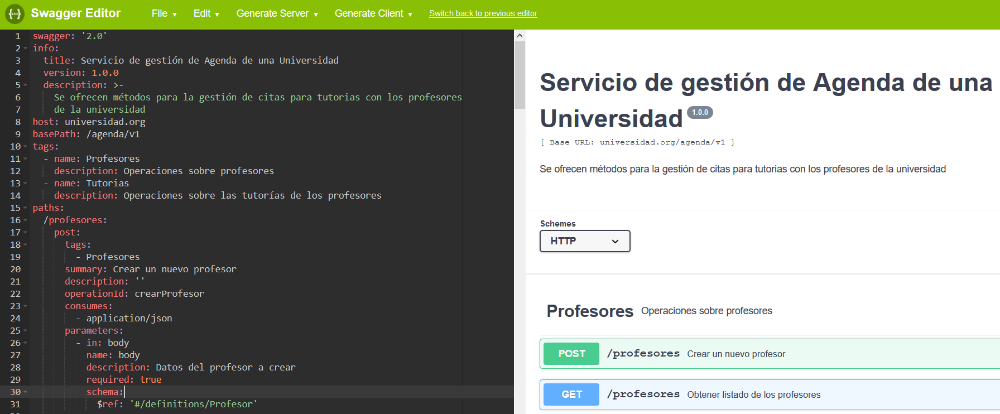 {···} Swagger Editor File ▼ Edit ▼ Generate Server ▼ Generate Client ▼ Switch back to previous editor
1 swagger: '2.0'
2 info:
3 title: Servicio de gestión de Agenda de una Universidad
4 version: 1.0.0
5 description: >-
6 Se ofrecen métodos para la gestión de citas para tutorias con los profesores
7 de la universidad
8 host: universidad.org
9 basePath: /agenda/v1
10 tags:
11 - name: Profesores
12 description: Operaciones sobre profesores
13 - name: Tutorias
14 description: Operaciones sobre las tutorías de los profesores
15 paths:
16 /profesores:
17 post:
18 tags:
19 - Profesores
20 summary: Crear un nuevo profesor
21 description: ''
22 operationId: crearProfesor
23 consumes:
24 - application/json
25 parameters:
26 - in: body
27 name: body
28 description: Datos del profesor a crear
29 required: true
30 schema:
31 $ref: '#/definitions/Profesor'
Servicio de gestión de Agenda de una
Universidad 1.0.0
[ Base URL: universidad.org/agenda/v1 ]
Se ofrecen métodos para la gestión de citas para tutorias con los profesores de la universidad
Schemes
HTTP
Profesores Operaciones sobre profesores
POST /profesores Crear un nuevo profesor
GET /profesores Obtener listado de los profesores